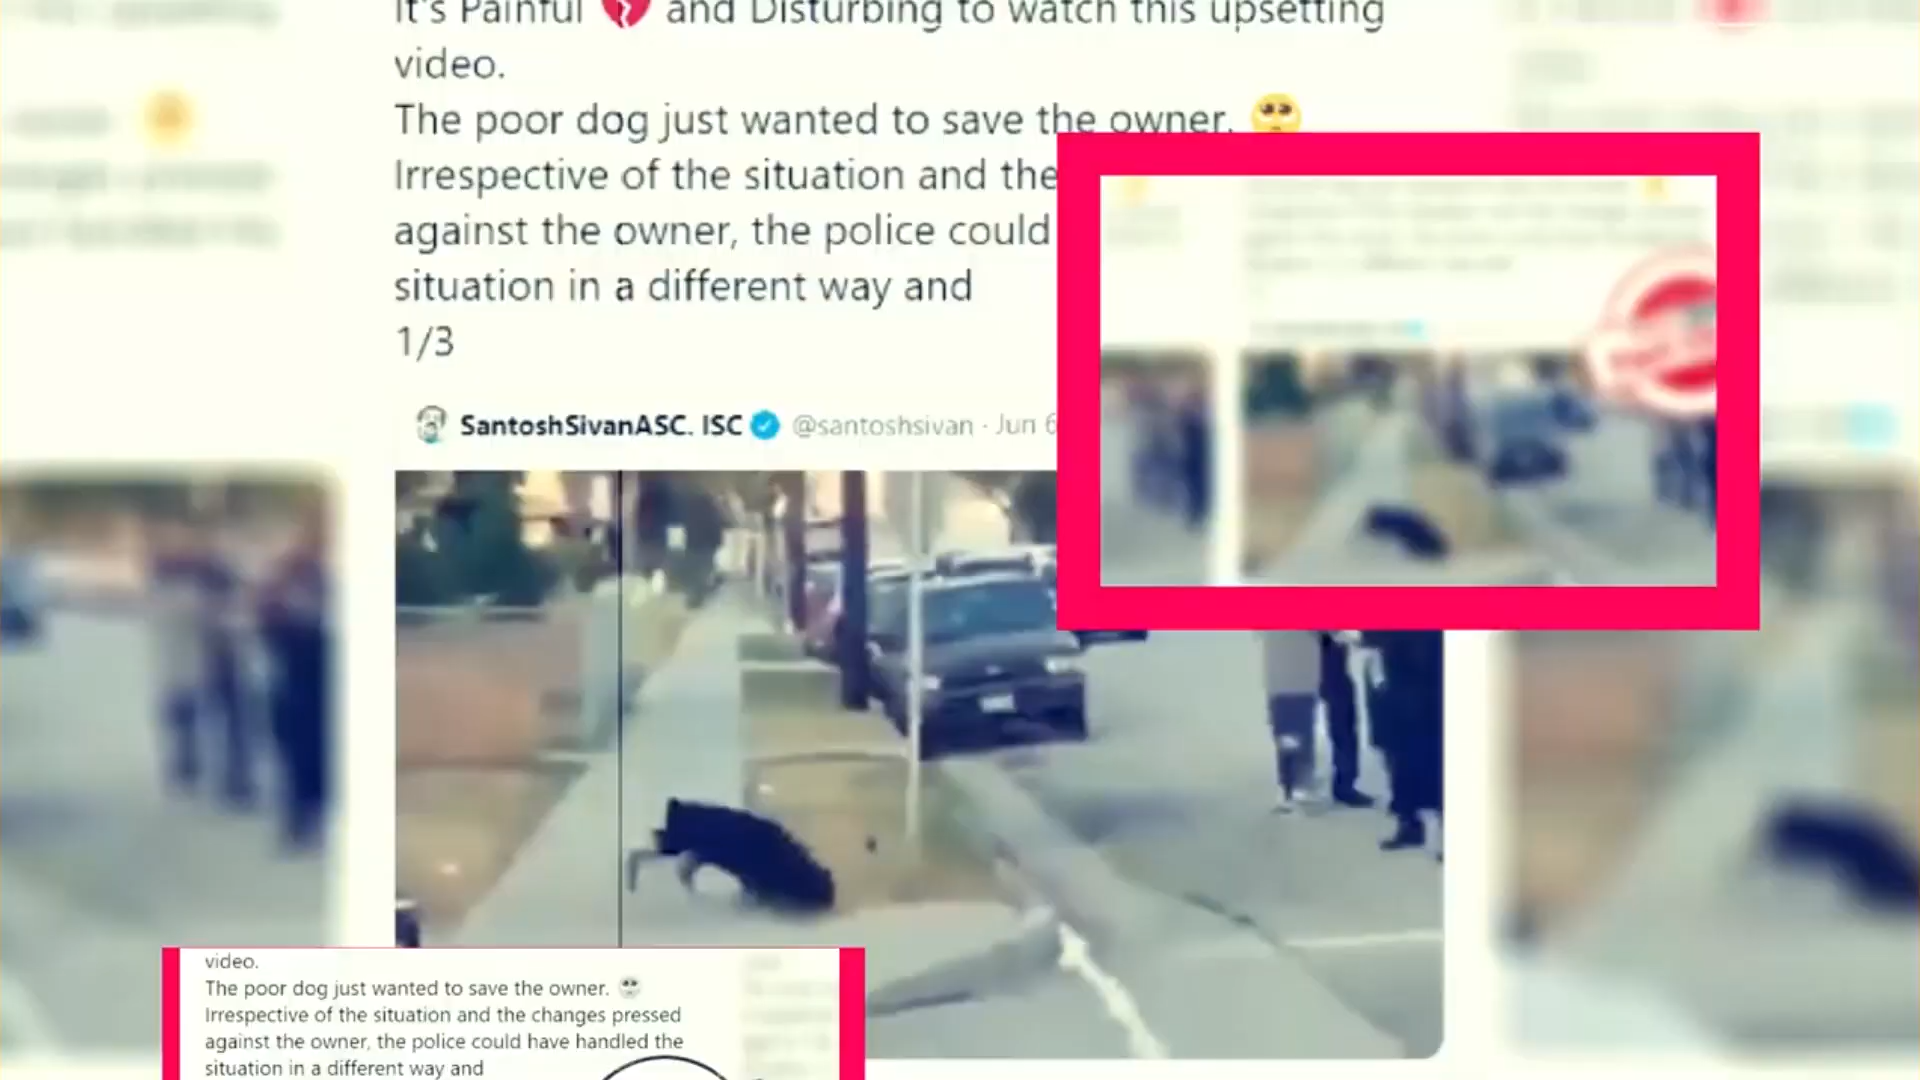 It's Painful 💔 and Disturbing to watch this upsetting
video.
The poor dog just wanted to save the owner. 🥺
Irrespective of the situation and the
against the owner, the police could
situation in a different way and
1/3
SantoshSivanASC. ISC @santoshsivan · Jun 6
video.
The poor dog just wanted to save the owner. 🥺
Irrespective of the situation and the changes pressed
against the owner, the police could have handled the
situation in a different way and